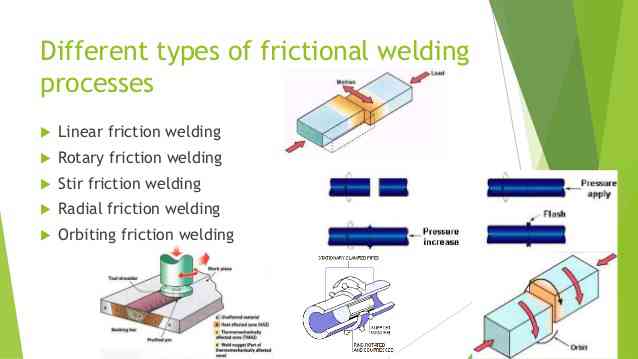 Different types of frictional welding
processes
Linear friction welding
Rotary friction welding
Stir friction welding
Radial friction welding
Orbiting friction welding
Motion
Load
Pressure
apply
Flash
Pressure
increase
STATIONARY CLAMPED PIPES
Orbit
Work piece
Tool shoulder
Backing bar
Profiled pin
a) Unaffected material
b) Heat affected zone (HAZ)
c) Thermomechanically
affected zone (TMAZ)
d) Weld nugget (Part of
thermomechanically affected
zone)
RING ROTATED
AND COMPRESSED